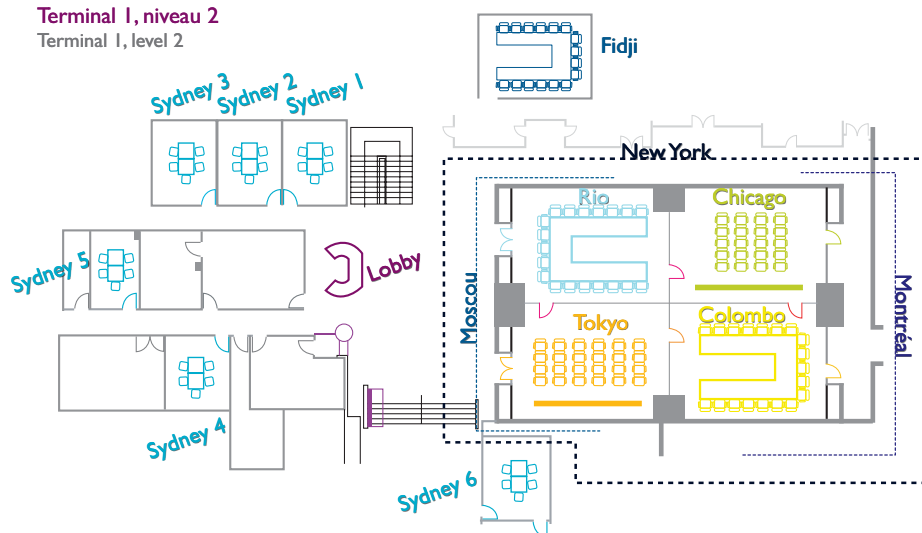 Terminal 1, niveau 2
Terminal 1, level 2
Fidji
Sydney 3
Sydney 2
Sydney 1
New York
Rio
Chicago
Sydney 5
Lobby
Moscou
Montréal
Tokyo
Colombo
Sydney 4
Sydney 6